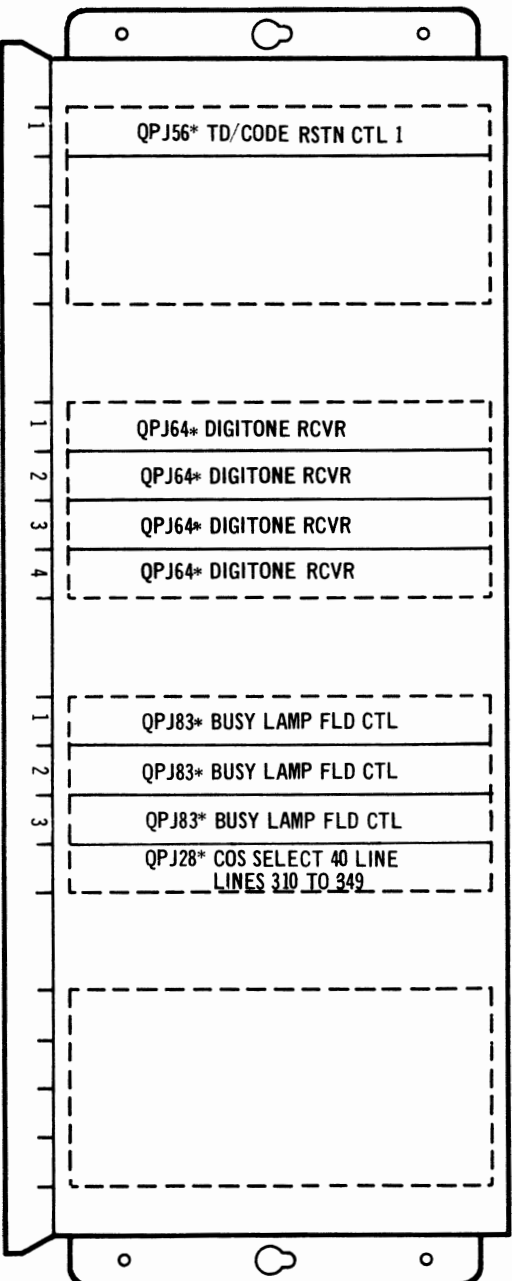 1 QPJ56* TD/CODE RSTN CTL 1
1 QPJ64* DIGITONE RCVR
2 QPJ64* DIGITONE RCVR
3 QPJ64* DIGITONE RCVR
4 QPJ64* DIGITONE RCVR
1 QPJ83* BUSY LAMP FLD CTL
2 QPJ83* BUSY LAMP FLD CTL
3 QPJ83* BUSY LAMP FLD CTL
QPJ28* COS SELECT 40 LINE
LINES 310 TO 349